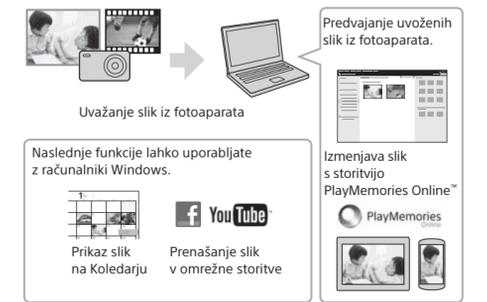 Predvajanje uvoženih
slik iz fotoaparata.
Uvažanje slik iz fotoaparata
Naslednje funkcije lahko uporabljate
z računalniki Windows.
1
f
You Tube
Prikaz slik
na Koledarju
Prenašanje slik
v omrežne storitve
Izmenjava slik
s storitvijo
PlayMemories Online™
PlayMemories
Online